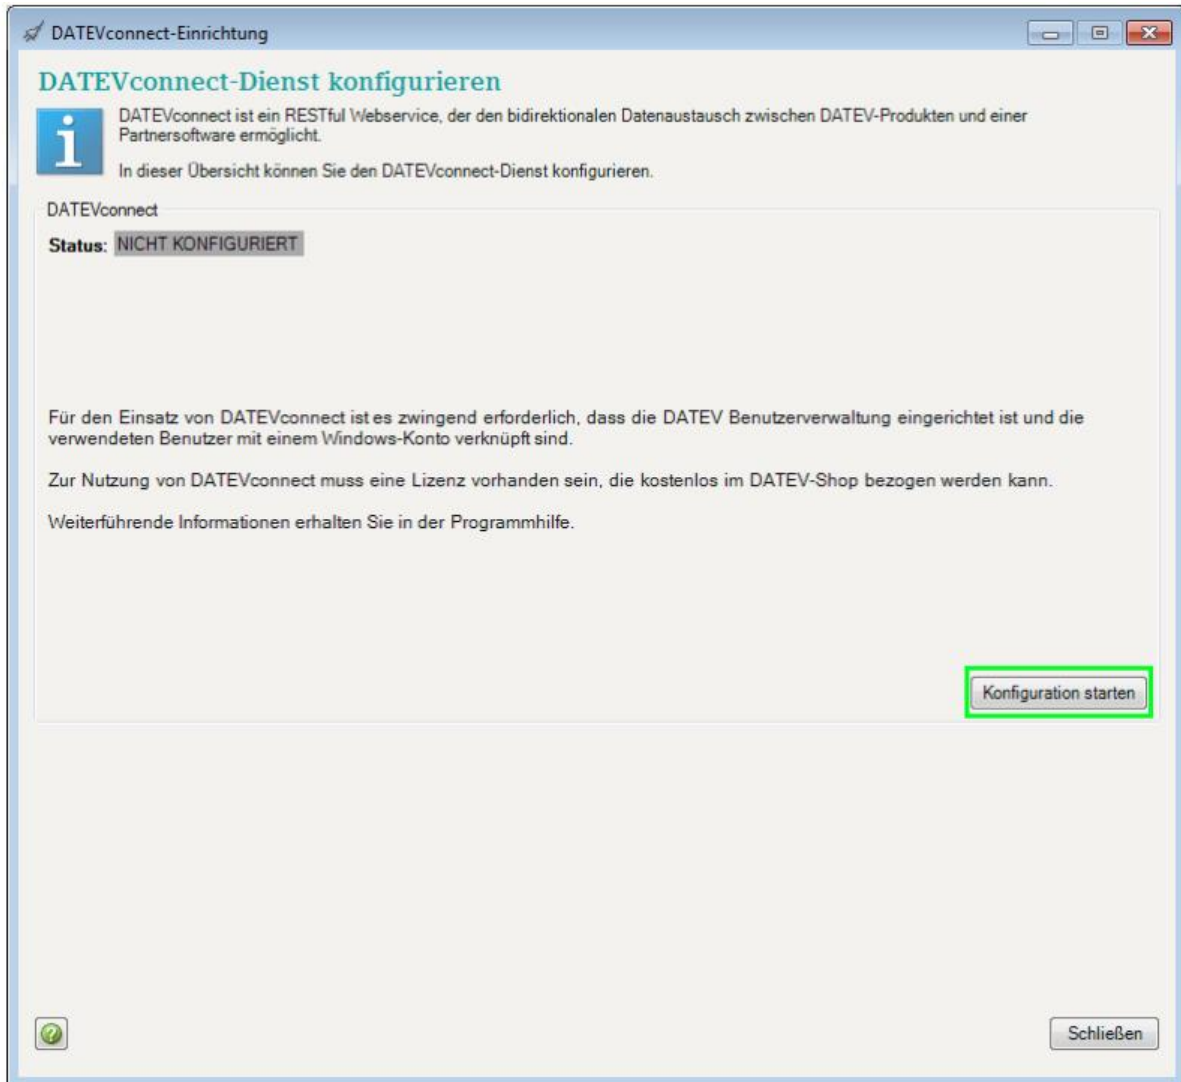 DATEVconnect-Einrichtung
DATEVconnect-Dienst konfigurieren
DATEVconnect ist ein RESTful Webservice, der den bidirektionalen Datenaustausch zwischen DATEV-Produkten und einer
Partnersoftware ermöglicht.
In dieser Übersicht können Sie den DATEVconnect-Dienst konfigurieren.
DATEVconnect
Status: NICHT KONFIGURIERT
Für den Einsatz von DATEVconnect ist es zwingend erforderlich, dass die DATEV Benutzerverwaltung eingerichtet ist und die
verwendeten Benutzer mit einem Windows-Konto verknüpft sind.
Zur Nutzung von DATEVconnect muss eine Lizenz vorhanden sein, die kostenlos im DATEV-Shop bezogen werden kann.
Weiterführende Informationen erhalten Sie in der Programmhilfe.
Konfiguration starten
Schließen